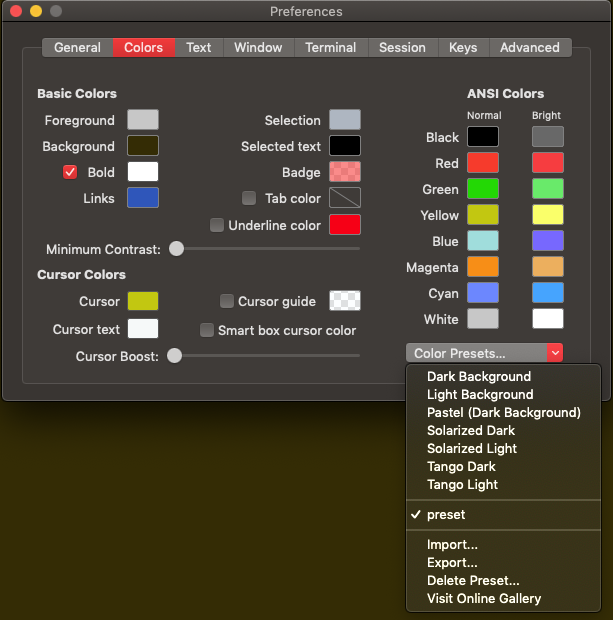 Preferences
General Colors Text Window Terminal Session Keys Advanced
Basic Colors
Foreground
Background
Bold
Links
Selection
Selected text
Badge
Tab color
Underline color
Minimum Contrast:
Cursor Colors
Cursor
Cursor text
Cursor guide
Smart box cursor color
Cursor Boost:
ANSI Colors
Normal Bright
Black
Red
Green
Yellow
Blue
Magenta
Cyan
White
Color Presets...
Dark Background
Light Background
Pastel (Dark Background)
Solarized Dark
Solarized Light
Tango Dark
Tango Light
preset
Import...
Export...
Delete Preset...
Visit Online Gallery